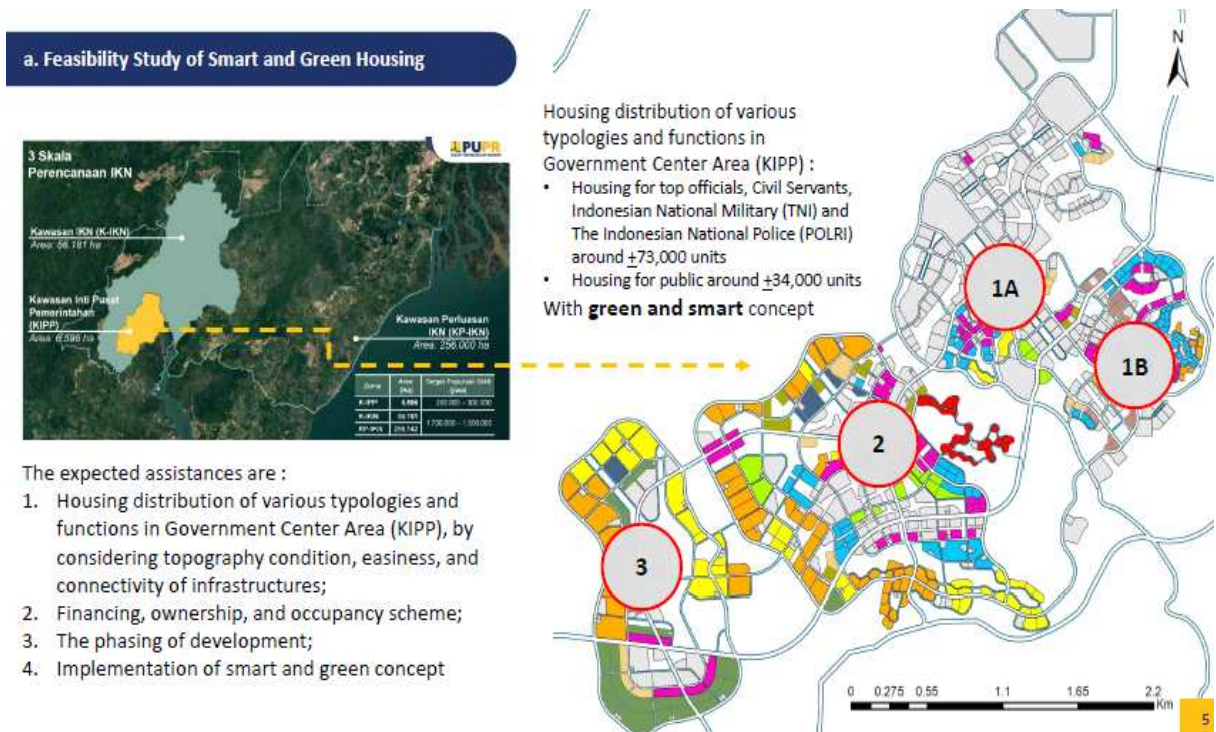 a. Feasibility Study of Smart and Green Housing
3 Skala
Perencanaan IKN
PUPR
Kawasan IKN (K-IKN)
Area: 56.181 ha
Kawasan Inti Pusat
Pemerintahan
(KIPP)
Area: 6.596 ha
Kawasan Perluasan
IKN (KP-IKN)
Area: 256.000 ha
Zona Area (Ha)
K-IKN
KP-IKN
The expected assistances are :
1. Housing distribution of various typologies and
functions in Government Center Area (KIPP), by
considering topography condition, easiness, and
connectivity of infrastructures;
2. Financing, ownership, and occupancy scheme;
3. The phasing of development;
4. Implementation of smart and green concept
Housing distribution of various
typologies and functions in
Government Center Area (KIPP) :
• Housing for top officials, Civil Servants,
Indonesian National Military (TNI) and
The Indonesian National Police (POLRI)
around ±73,000 units
• Housing for public around ±34,000 units
With green and smart concept
N
1A
1B
2
3
0 0.275 0.55 1.1 1.65 2.2
Km
5